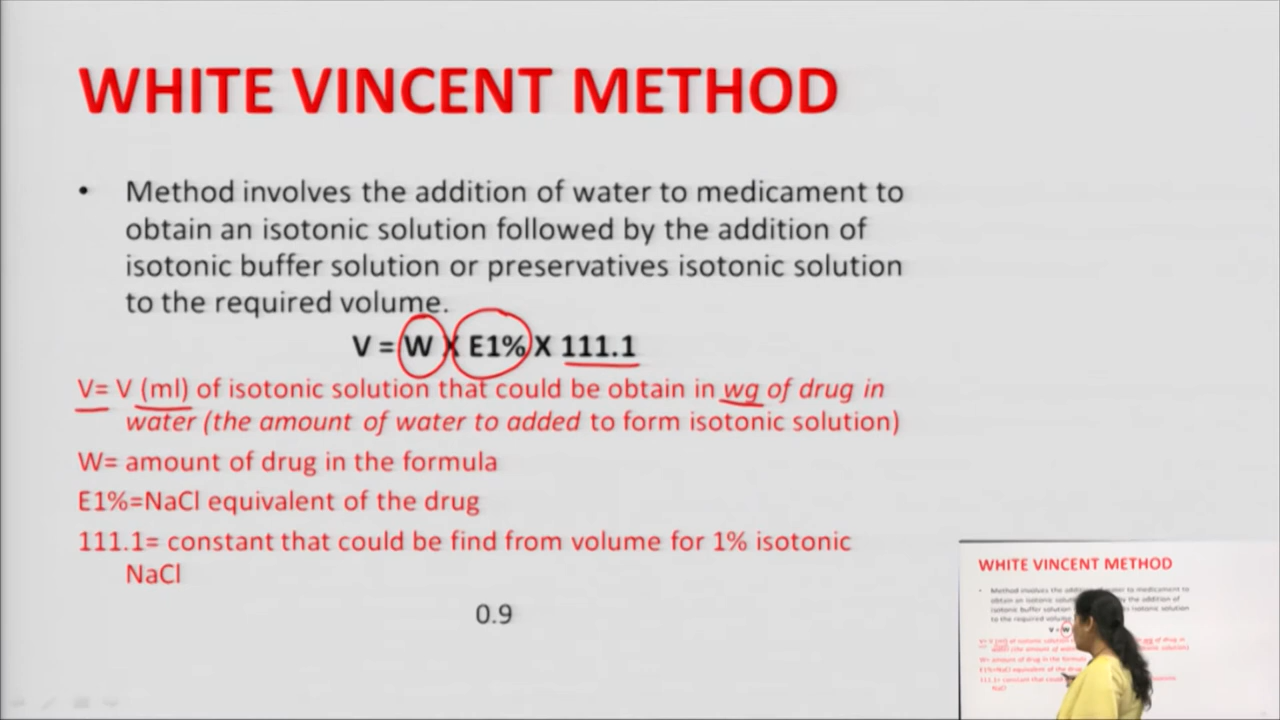 WHITE VINCENT METHOD
• Method involves the addition of water to medicament to
obtain an isotonic solution followed by the addition of
isotonic buffer solution or preservatives isotonic solution
to the required volume.
V = W X E1% X 111.1
V= V (ml) of isotonic solution that could be obtain in wg of drug in
water (the amount of water to added to form isotonic solution)
W= amount of drug in the formula
E1%=NaCl equivalent of the drug
111.1= constant that could be find from volume for 1% isotonic
NaCl
0.9
WHITE VINCENT METHOD